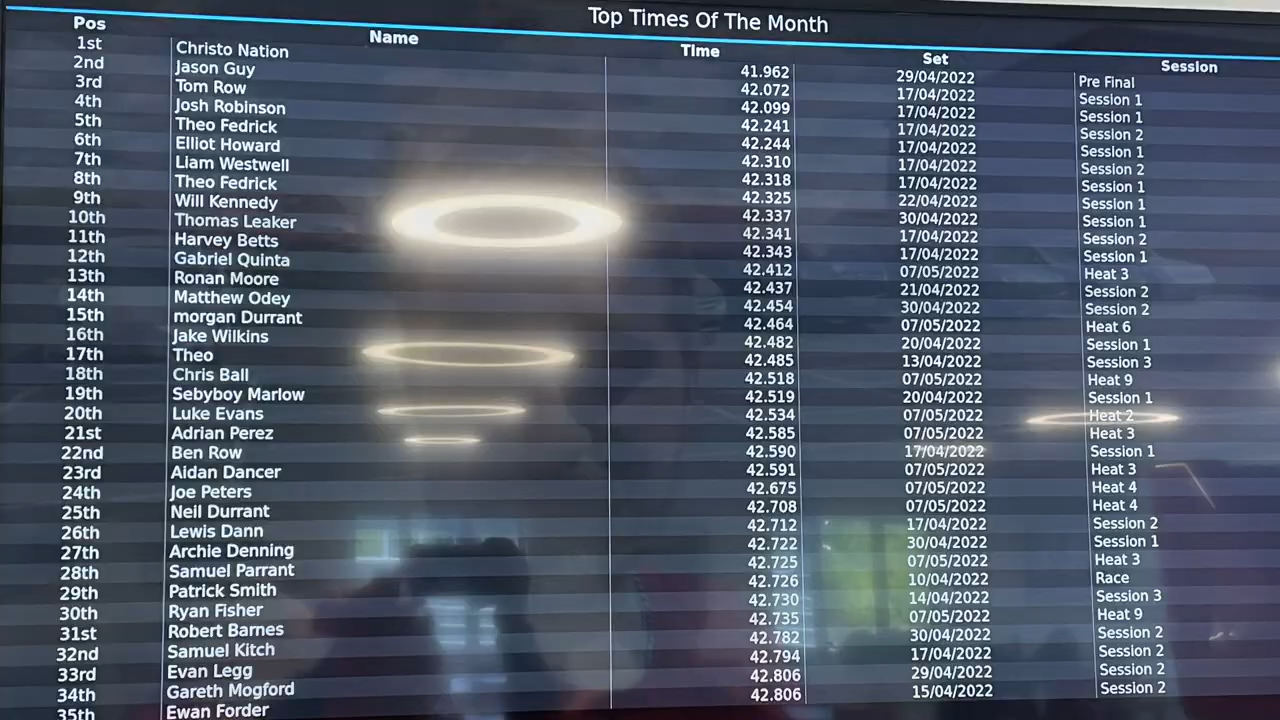 Top Times Of The Month
Pos Name Time Set Session
1st Christo Nation 41.962 29/04/2022 Pre Final
2nd Jason Guy 42.072 17/04/2022 Session 1
3rd Tom Row 42.099 17/04/2022 Session 1
4th Josh Robinson 42.241 17/04/2022 Session 2
5th Theo Fedrick 42.244 17/04/2022 Session 1
6th Elliot Howard 42.310 17/04/2022 Session 2
7th Liam Westwell 42.318 17/04/2022 Session 1
8th Theo Fedrick 42.325 22/04/2022 Session 1
9th Will Kennedy 42.337 30/04/2022 Session 1
10th Thomas Leaker 42.341 17/04/2022 Session 2
11th Harvey Betts 42.343 17/04/2022 Session 1
12th Gabriel Quinta 42.412 07/05/2022 Heat 3
13th Ronan Moore 42.437 21/04/2022 Session 2
14th Matthew Odey 42.454 30/04/2022 Session 2
15th morgan Durrant 42.464 07/05/2022 Heat 6
16th Jake Wilkins 42.482 20/04/2022 Session 1
17th Theo 42.485 13/04/2022 Session 3
18th Chris Ball 42.518 07/05/2022 Heat 9
19th Sebyboy Marlow 42.519 20/04/2022 Session 1
20th Luke Evans 42.534 07/05/2022 Heat 2
21st Adrian Perez 42.585 07/05/2022 Heat 3
22nd Ben Row 42.590 17/04/2022 Session 1
23rd Aidan Dancer 42.591 07/05/2022 Heat 3
24th Joe Peters 42.675 07/05/2022 Heat 4
25th Neil Durrant 42.708 07/05/2022 Heat 4
26th Lewis Dann 42.712 17/04/2022 Session 2
27th Archie Denning 42.722 30/04/2022 Session 1
28th Samuel Parrant 42.725 07/05/2022 Heat 3
29th Patrick Smith 42.726 10/04/2022 Race
30th Ryan Fisher 42.730 14/04/2022 Session 3
31st Robert Barnes 42.735 07/05/2022 Heat 9
32nd Samuel Kitch 42.782 30/04/2022 Session 2
33rd Evan Legg 42.794 17/04/2022 Session 2
34th Gareth Mogford 42.806 29/04/2022 Session 2
35th Ewan Forder 42.806 15/04/2022 Session 2